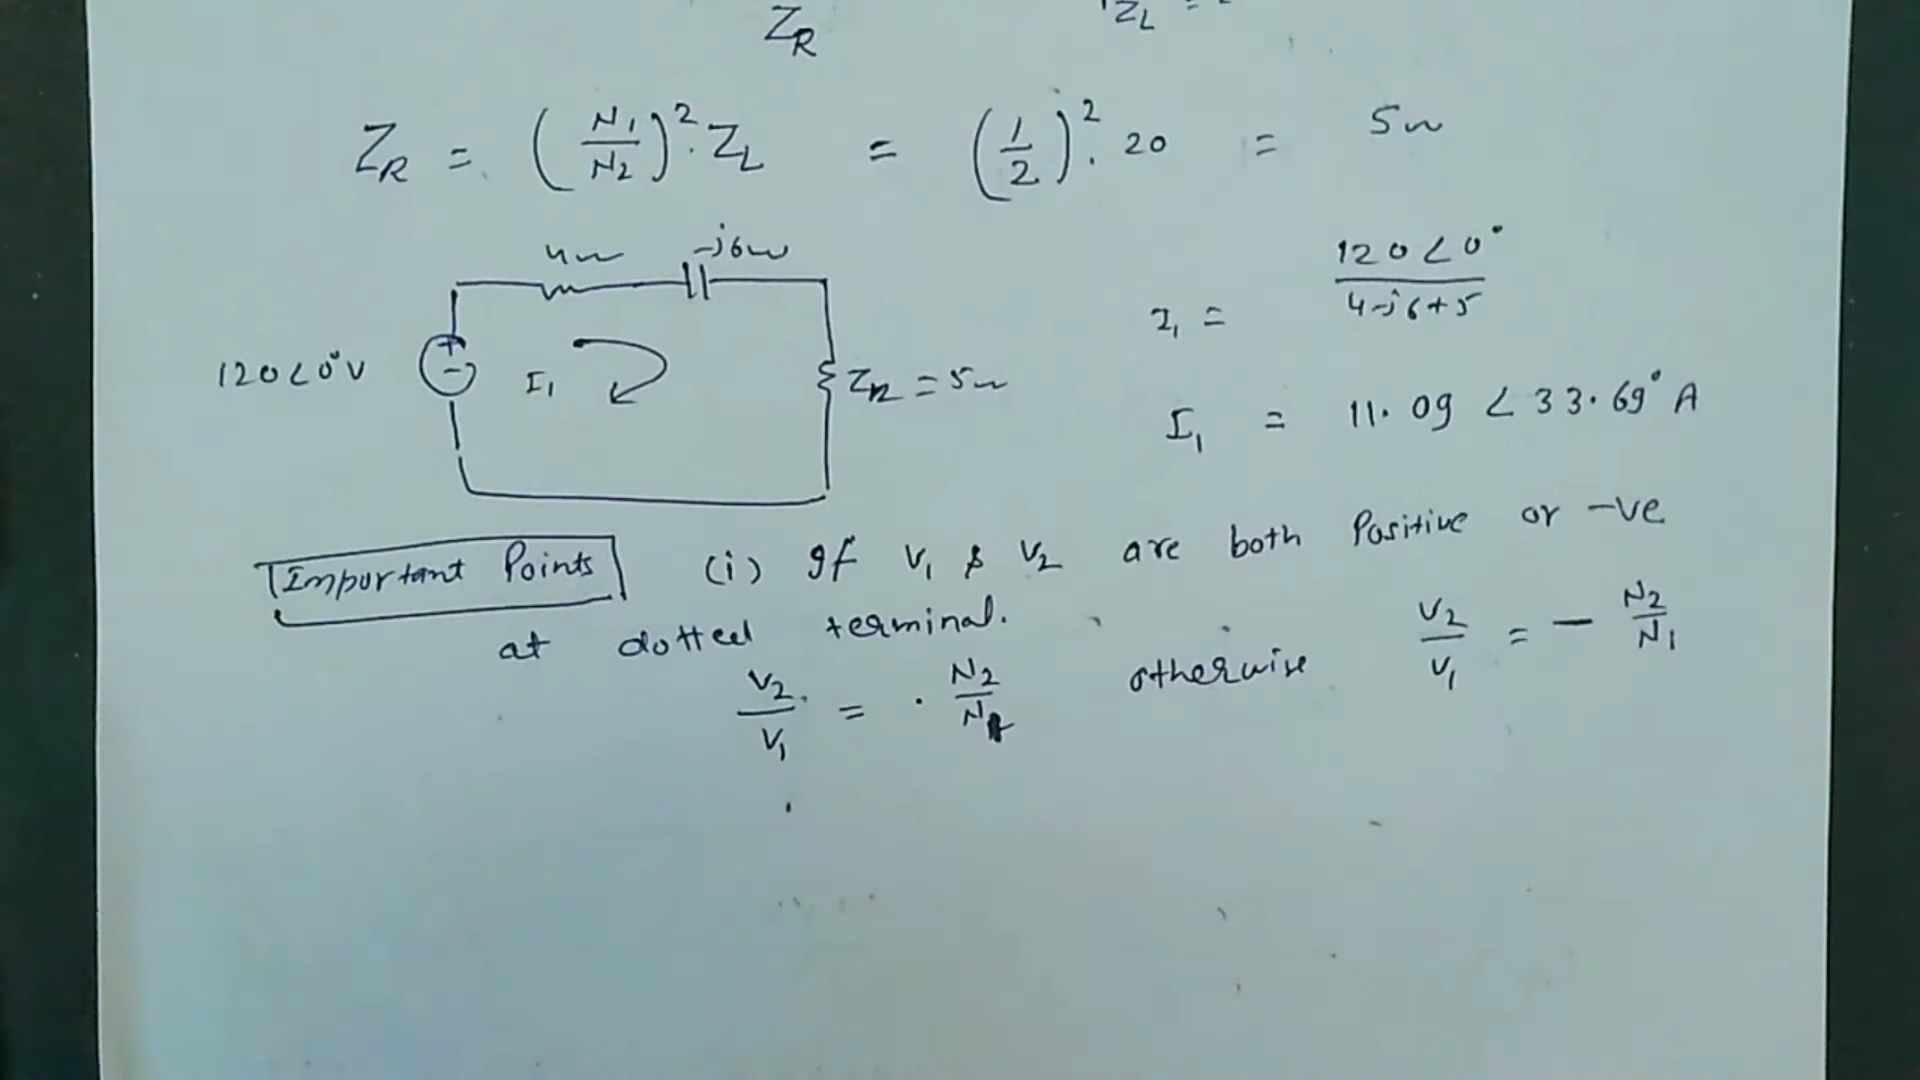 Z_R  Z_L =
Z_R = (N1/N2)^2 . Z_L = (1/2)^2 . 20 = 5Ω
4Ω  -j6Ω
120∠0°V  I1  Z_R = 5Ω
I1 = 120∠0° / 4-j6+5
I1 = 11.09 ∠33.69° A
Important Points (i) If V1 & V2 are both Positive or -ve
at dotted terminal.
V2/V1 = N2/N1 otherwise V2/V1 = - N2/N1